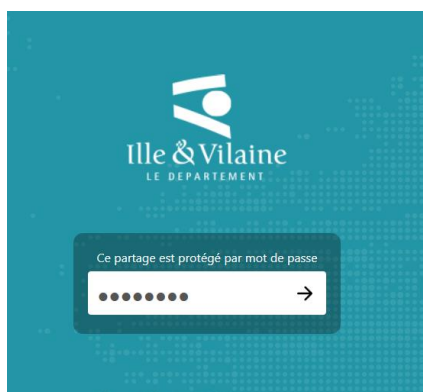 Ille & Vilaine
LE DEPARTEMENT
Ce partage est protégé par mot de passe